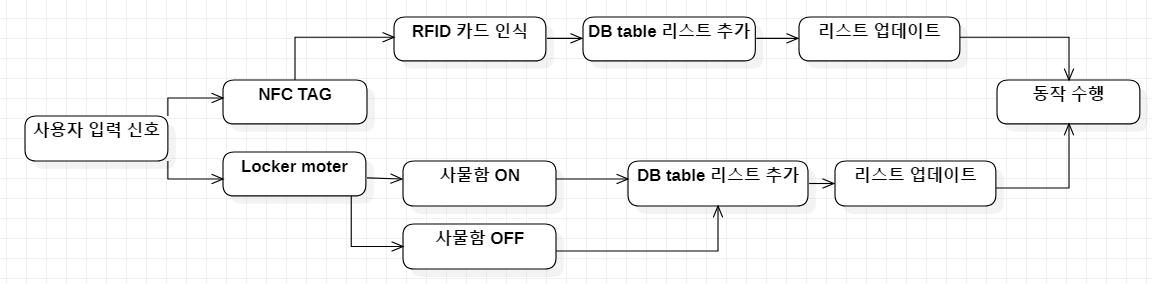 RFID 카드 인식
DB table 리스트 추가
리스트 업데이트
NFC TAG
동작 수행
사용자 입력 신호
Locker moter
사물함 ON
DB table 리스트 추가
리스트 업데이트
사물함 OFF